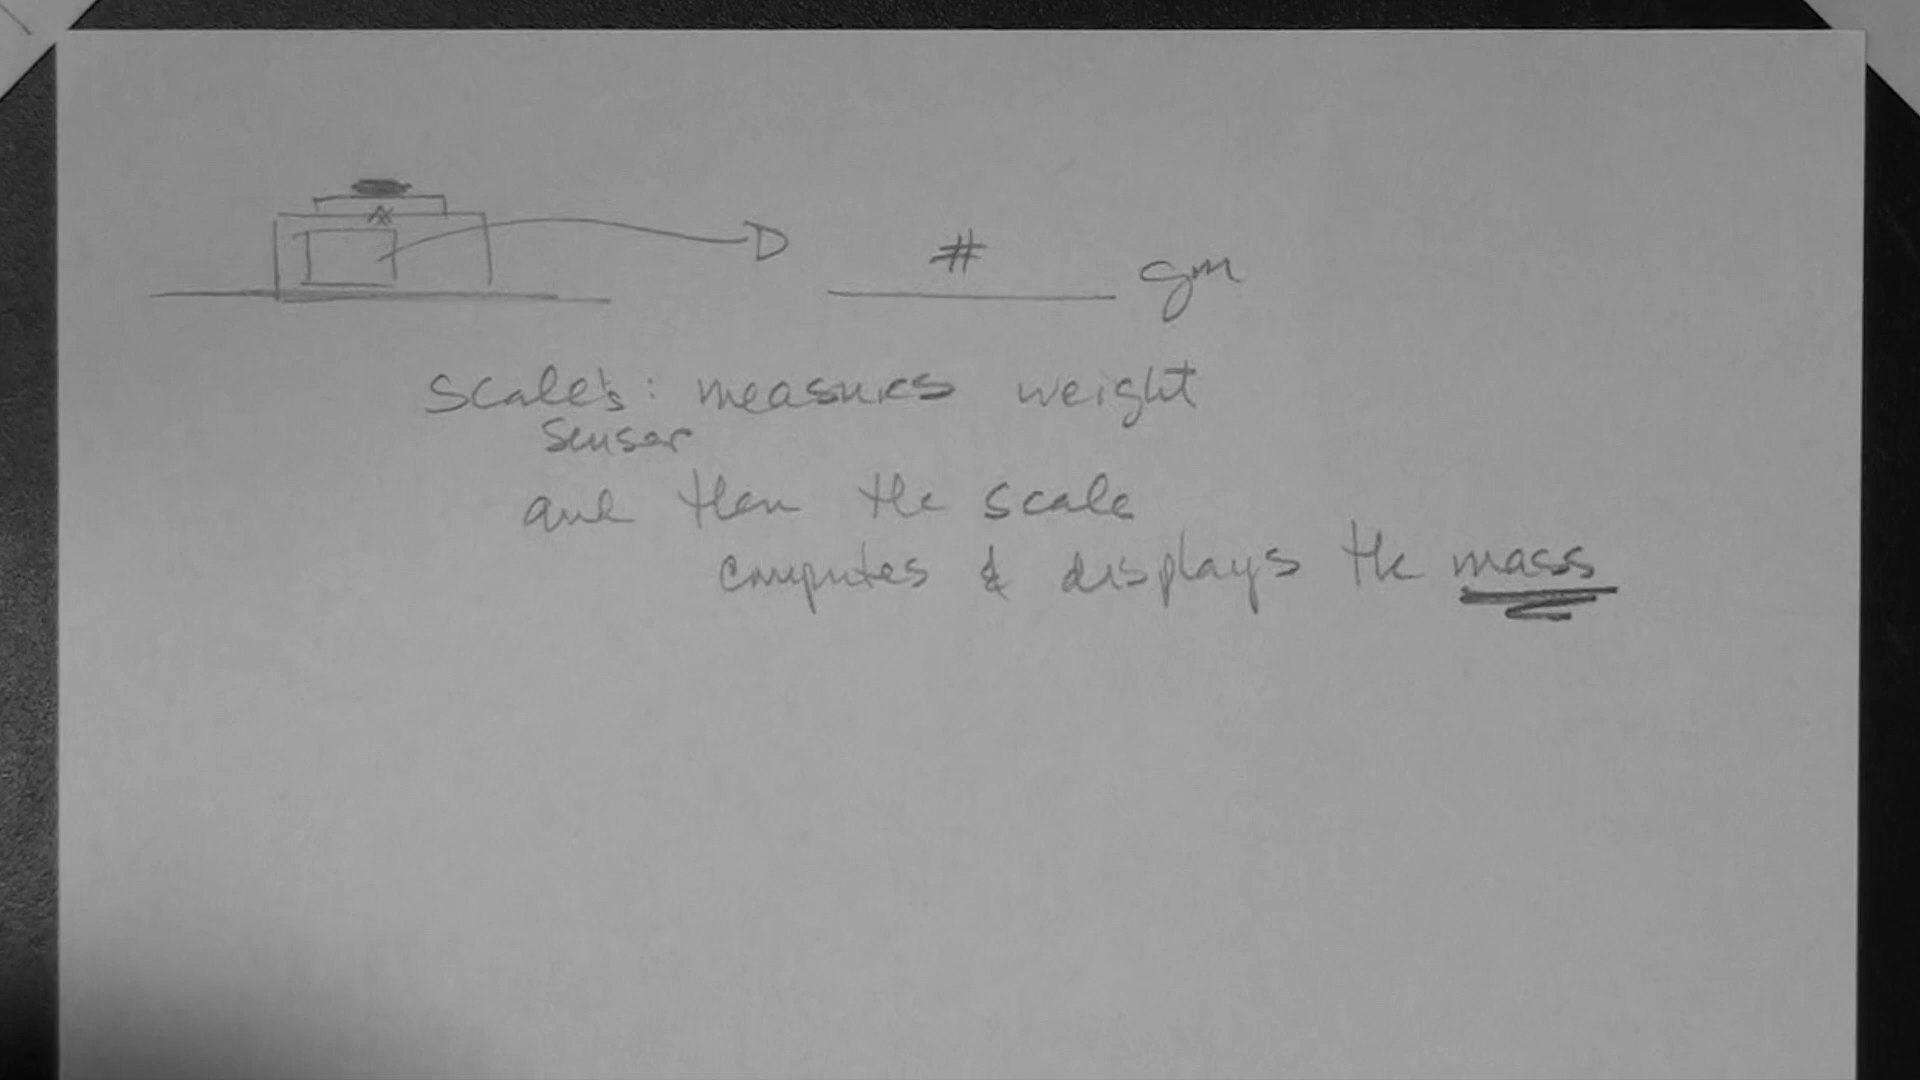 # gm
scale's : measures weight
sensor
and then the scale
computes & displays the mass